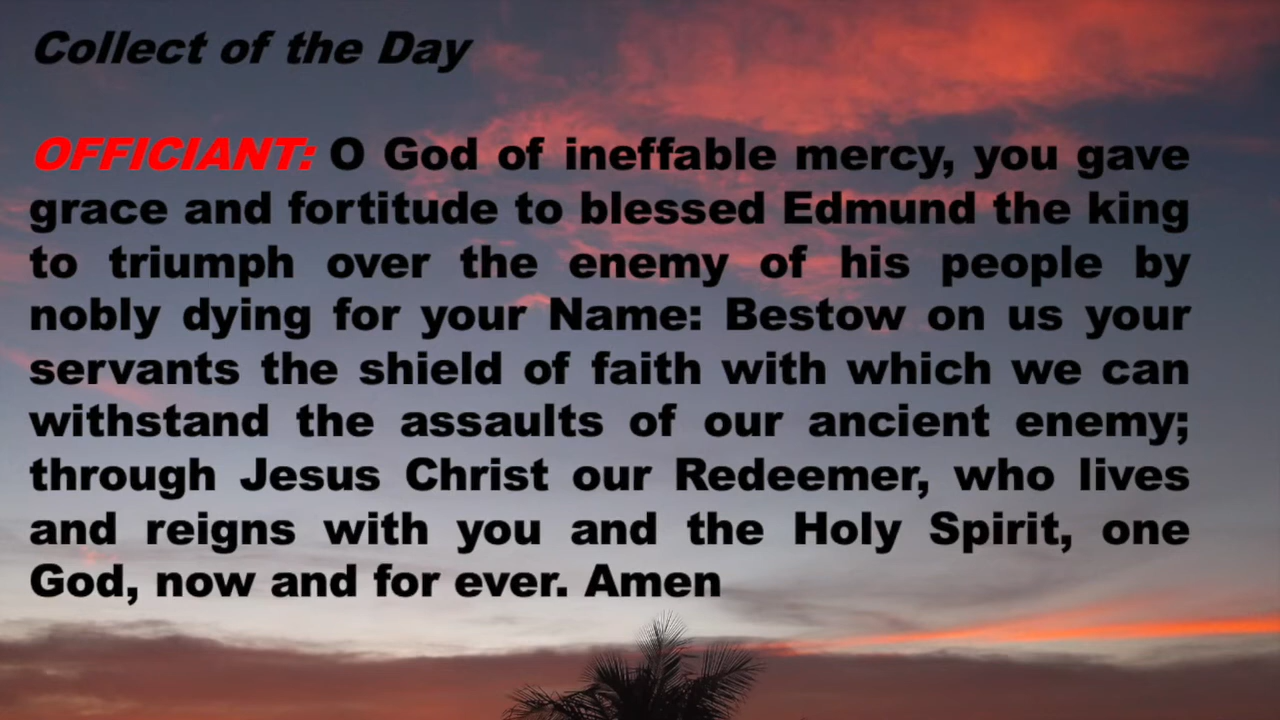 Collect of the Day
OFFICIANT: O God of ineffable mercy, you gave
grace and fortitude to blessed Edmund the king
to triumph over the enemy of his people by
nobly dying for your Name: Bestow on us your
servants the shield of faith with which we can
withstand the assaults of our ancient enemy;
through Jesus Christ our Redeemer, who lives
and reigns with you and the Holy Spirit, one
God, now and for ever. Amen